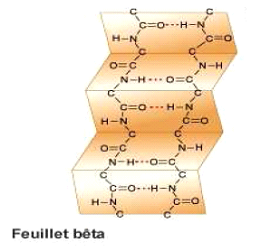 C C
C=O···H-N
H-N C=O
C C
O=C N-H
N-H···O=C
C C
C=O···H-N
H-N C=O
C C
O=C N-H
N-H···O=C
C C
C=O···H-N
H-N C=O
C C
Feuillet bêta